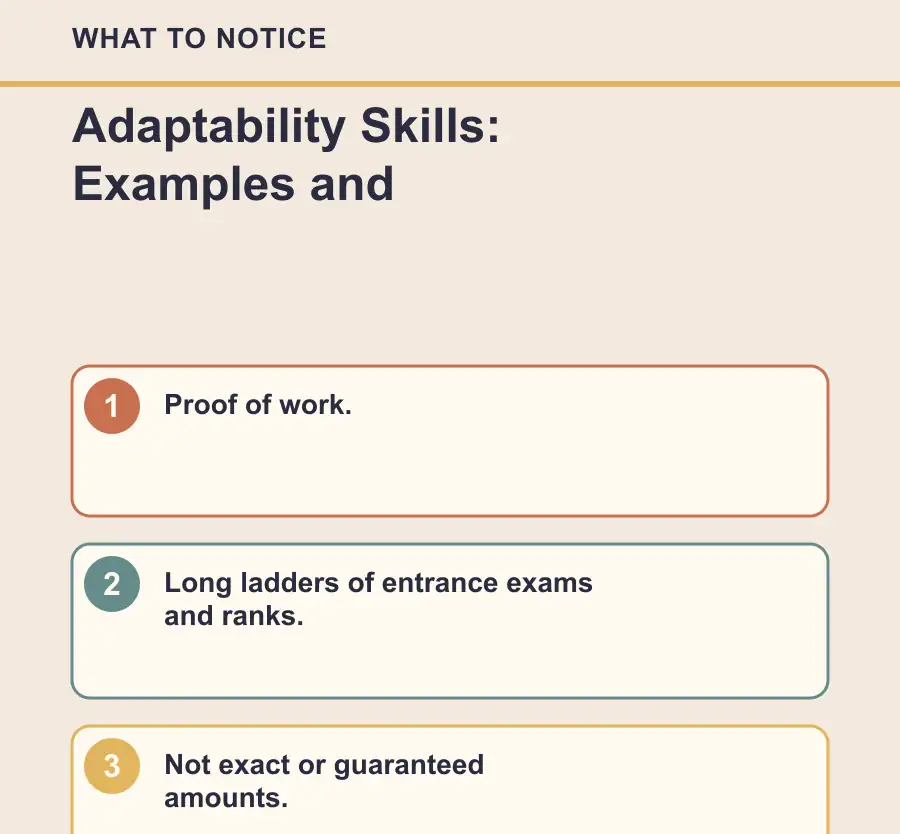 WHAT TO NOTICE
Adaptability Skills:
Examples and
1
Proof of work.
2
Long ladders of entrance exams
and ranks.
3
Not exact or guaranteed
amounts.